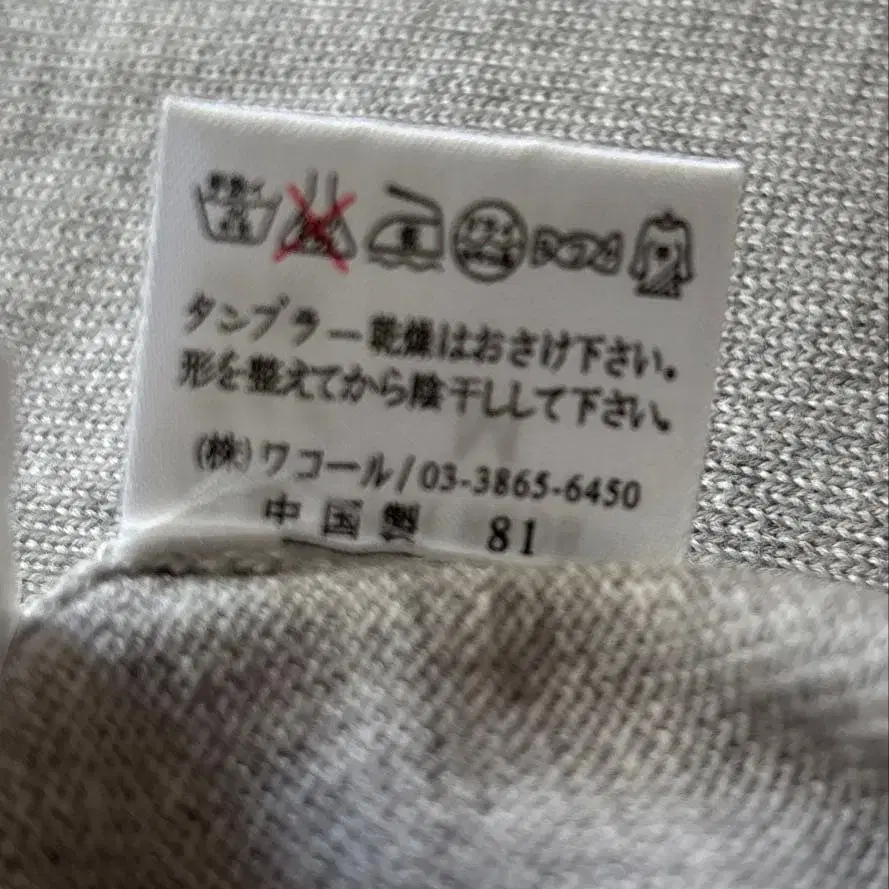 タンブラー乾燥はおさけ下さい。
形を整えてから陰干しして下さい。
(株)ワコール/03-3865-6450
中国製 81